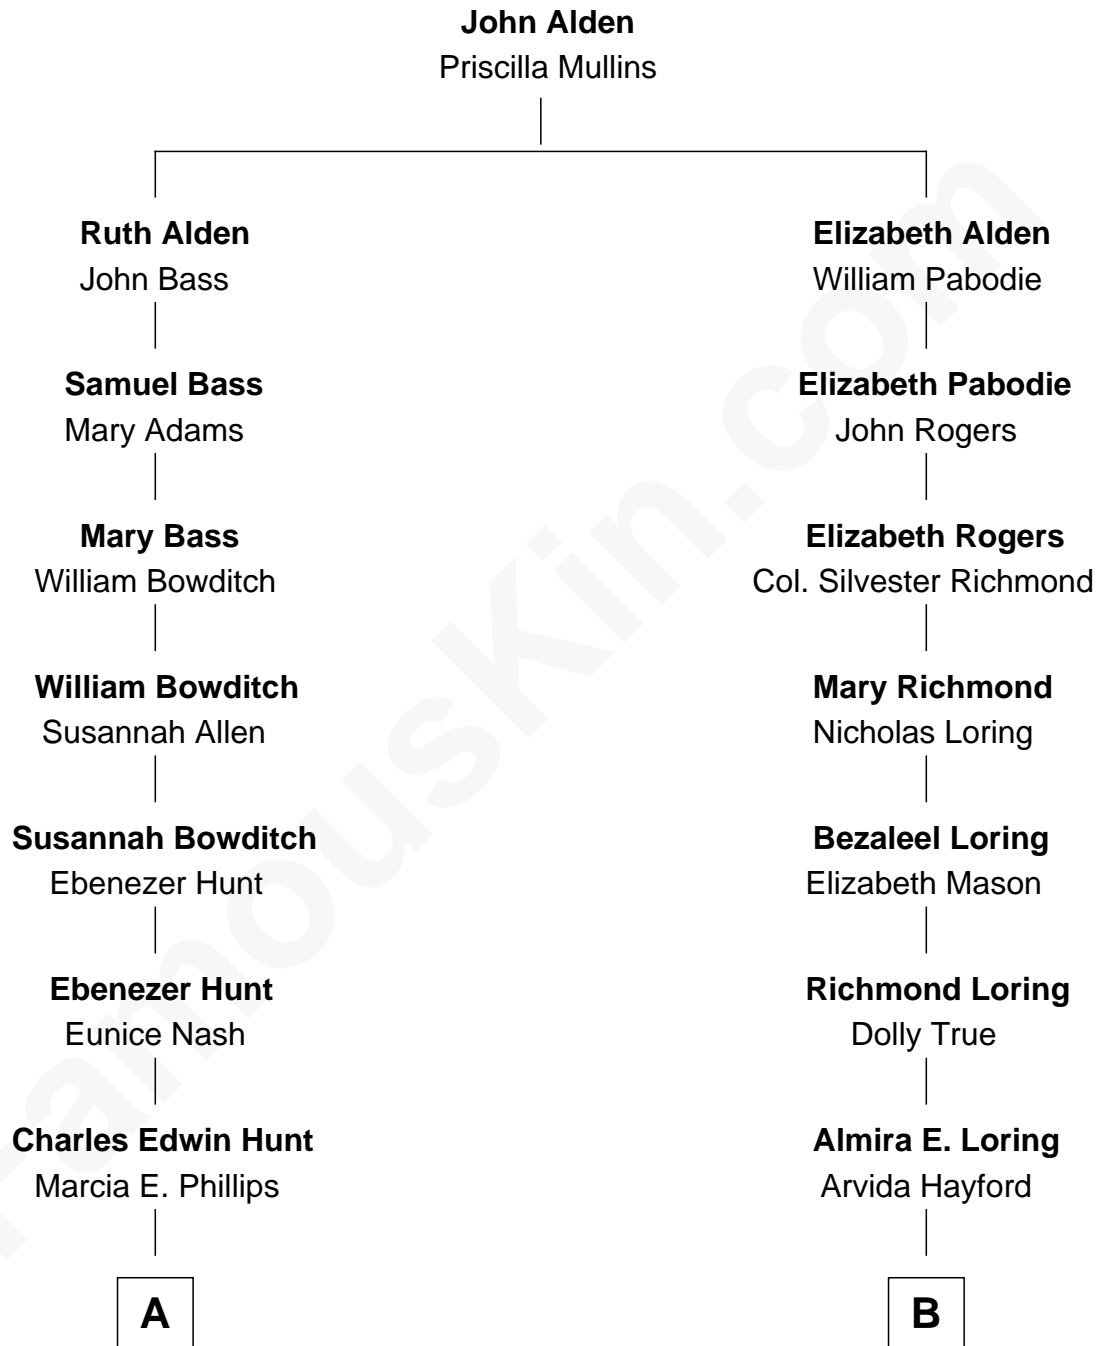 John Alden
Priscilla Mullins
Ruth Alden
John Bass
Elizabeth Alden
William Pabodie
Samuel Bass
Mary Adams
Elizabeth Pabodie
John Rogers
Mary Bass
William Bowditch
Elizabeth Rogers
Col. Silvester Richmond
William Bowditch
Susannah Allen
Mary Richmond
Nicholas Loring
Susannah Bowditch
Ebenezer Hunt
Bezaleel Loring
Elizabeth Mason
Ebenezer Hunt
Eunice Nash
Richmond Loring
Dolly True
Charles Edwin Hunt
Marcia E. Phillips
Almira E. Loring
Arvida Hayford
A
B
FamousKin.com